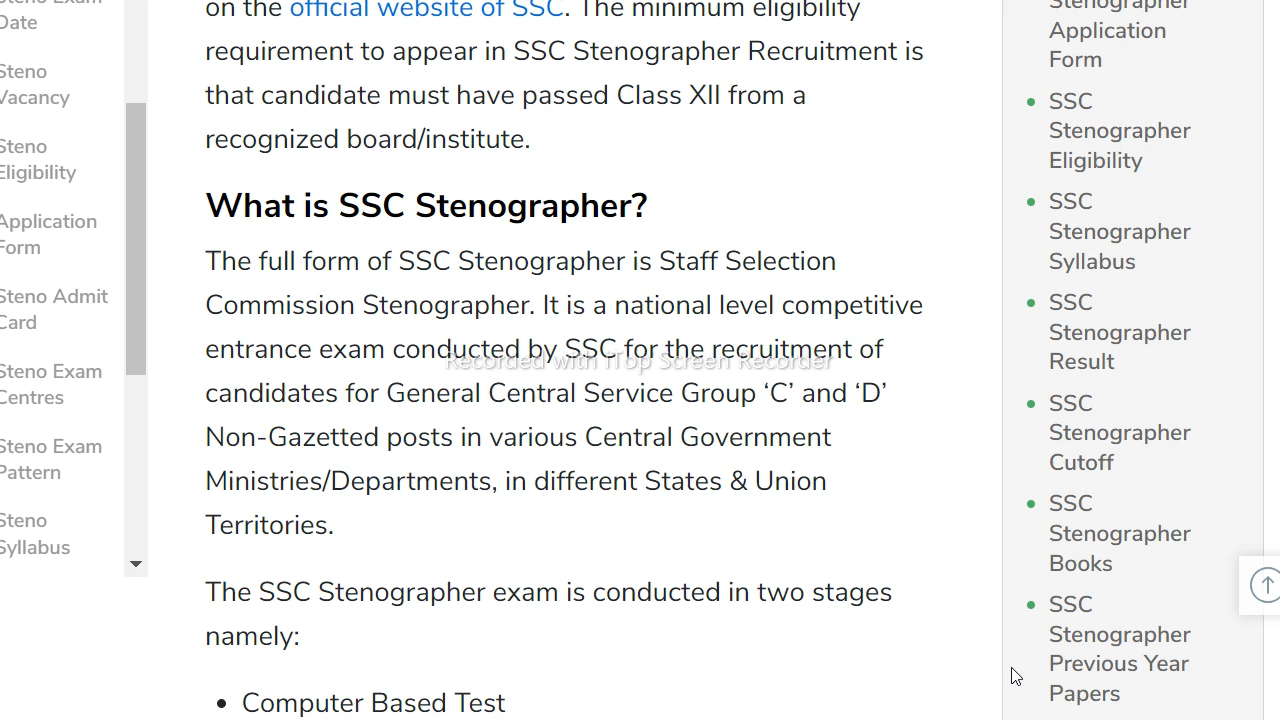 Steno Exam
Date
Steno
Vacancy
Steno
Eligibility
Application
Form
Steno Admit
Card
Steno Exam
Centres
Steno Exam
Pattern
Steno
Syllabus
on the official website of SSC. The minimum eligibility
requirement to appear in SSC Stenographer Recruitment is
that candidate must have passed Class XII from a
recognized board/institute.
What is SSC Stenographer?
The full form of SSC Stenographer is Staff Selection
Commission Stenographer. It is a national level competitive
entrance exam conducted by SSC for the recruitment of
candidates for General Central Service Group ‘C’ and ‘D’
Non-Gazetted posts in various Central Government
Ministries/Departments, in different States & Union
Territories.
The SSC Stenographer exam is conducted in two stages
namely:
• Computer Based Test
Recorded with iTop Screen Recorder
Stenographer
Application
Form
• SSC
Stenographer
Eligibility
• SSC
Stenographer
Syllabus
• SSC
Stenographer
Result
• SSC
Stenographer
Cutoff
• SSC
Stenographer
Books
• SSC
Stenographer
Previous Year
Papers